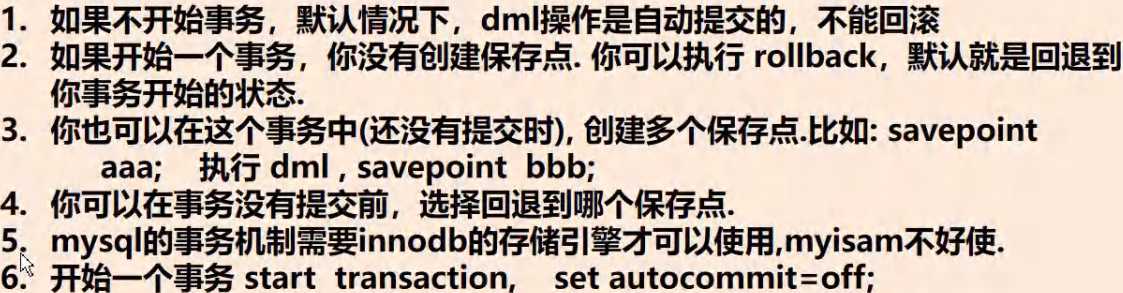 1. 如果不开始事务，默认情况下，dml操作是自动提交的，不能回滚
2. 如果开始一个事务，你没有创建保存点. 你可以执行 rollback，默认就是回退到
你事务开始的状态.
3. 你也可以在这个事务中(还没有提交时), 创建多个保存点.比如: savepoint
aaa; 执行 dml , savepoint bbb;
4. 你可以在事务没有提交前，选择回退到哪个保存点.
5. mysql的事务机制需要innodb的存储引擎才可以使用,myisam不好使.
6. 开始一个事务 start transaction, set autocommit=off;